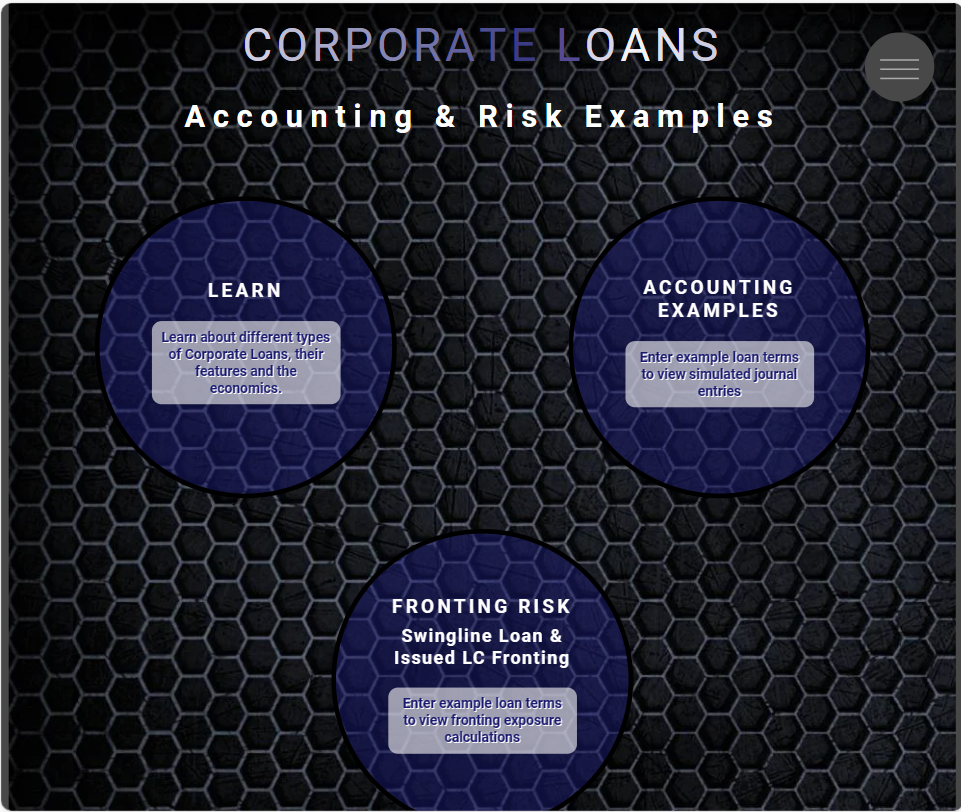 CORPORATE LOANS
Accounting & Risk Examples
LEARN
Learn about different types
of Corporate Loans, their
features and the
economics.
ACCOUNTING
EXAMPLES
Enter example loan terms
to view simulated journal
entries
FRONTING RISK
Swingline Loan &
Issued LC Fronting
Enter example loan terms
to view fronting exposure
calculations